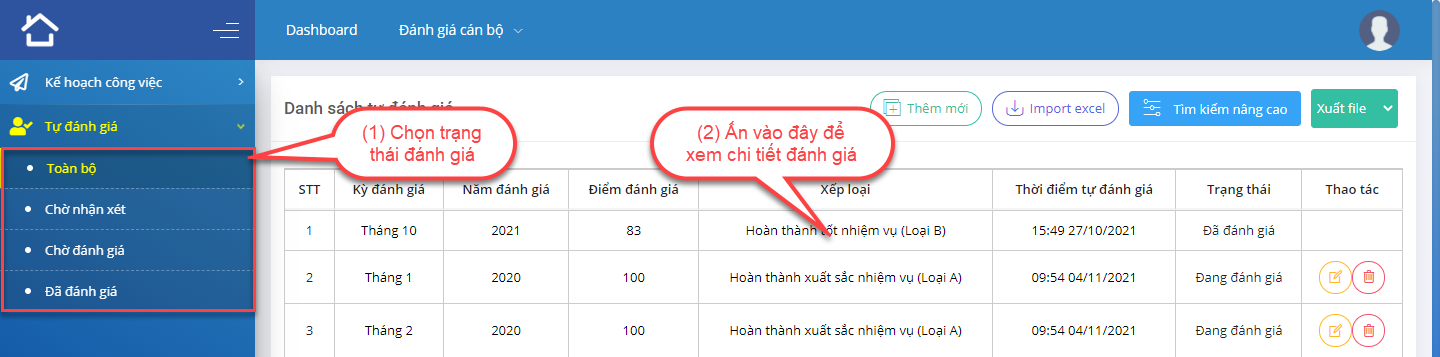 Dashboard
Đánh giá cán bộ
Kế hoạch công việc
Tự đánh giá
Toàn bộ
Chờ nhận xét
Chờ đánh giá
Đã đánh giá
(1) Chọn trạng
thái đánh giá
Danh sách tự đánh giá
(2) Ấn vào đây để
xem chi tiết đánh giá
Thêm mới
Import excel
Tìm kiếm nâng cao
Xuất file
STT Kỳ đánh giá Năm đánh giá Điểm đánh giá Xếp loại Thời điểm tự đánh giá Trạng thái Thao tác
1 Tháng 10 2021 83 Hoàn thành tốt nhiệm vụ (Loại B) 15:49 27/10/2021 Đã đánh giá
2 Tháng 1 2020 100 Hoàn thành xuất sắc nhiệm vụ (Loại A) 09:54 04/11/2021 Đang đánh giá
3 Tháng 2 2020 100 Hoàn thành xuất sắc nhiệm vụ (Loại A) 09:54 04/11/2021 Đang đánh giá